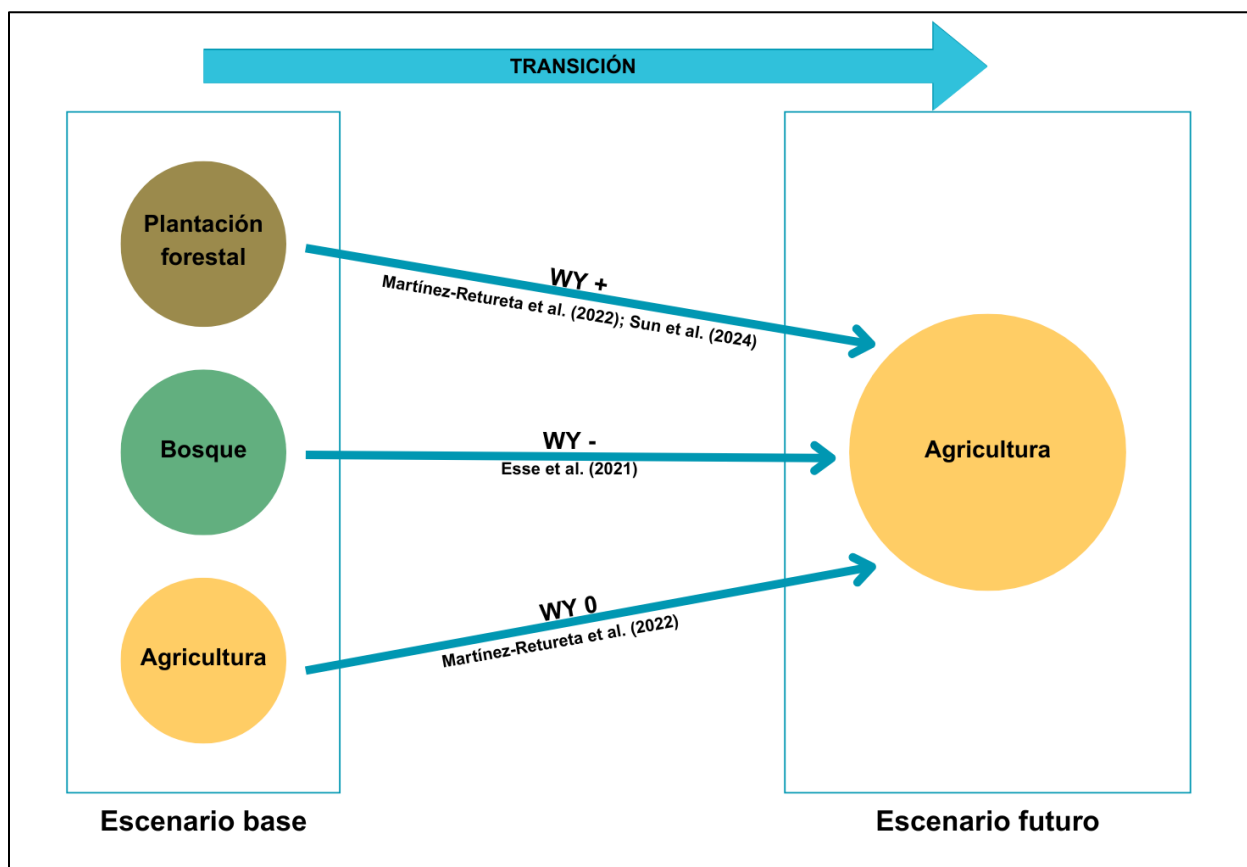 TRANSICIÓN
Plantación
forestal
WY +
Martínez-Retureta et al. (2022); Sun et al. (2024)
Bosque
WY -
Esse et al. (2021)
Agricultura
Agricultura
WY 0
Martínez-Retureta et al. (2022)
Escenario base
Escenario futuro